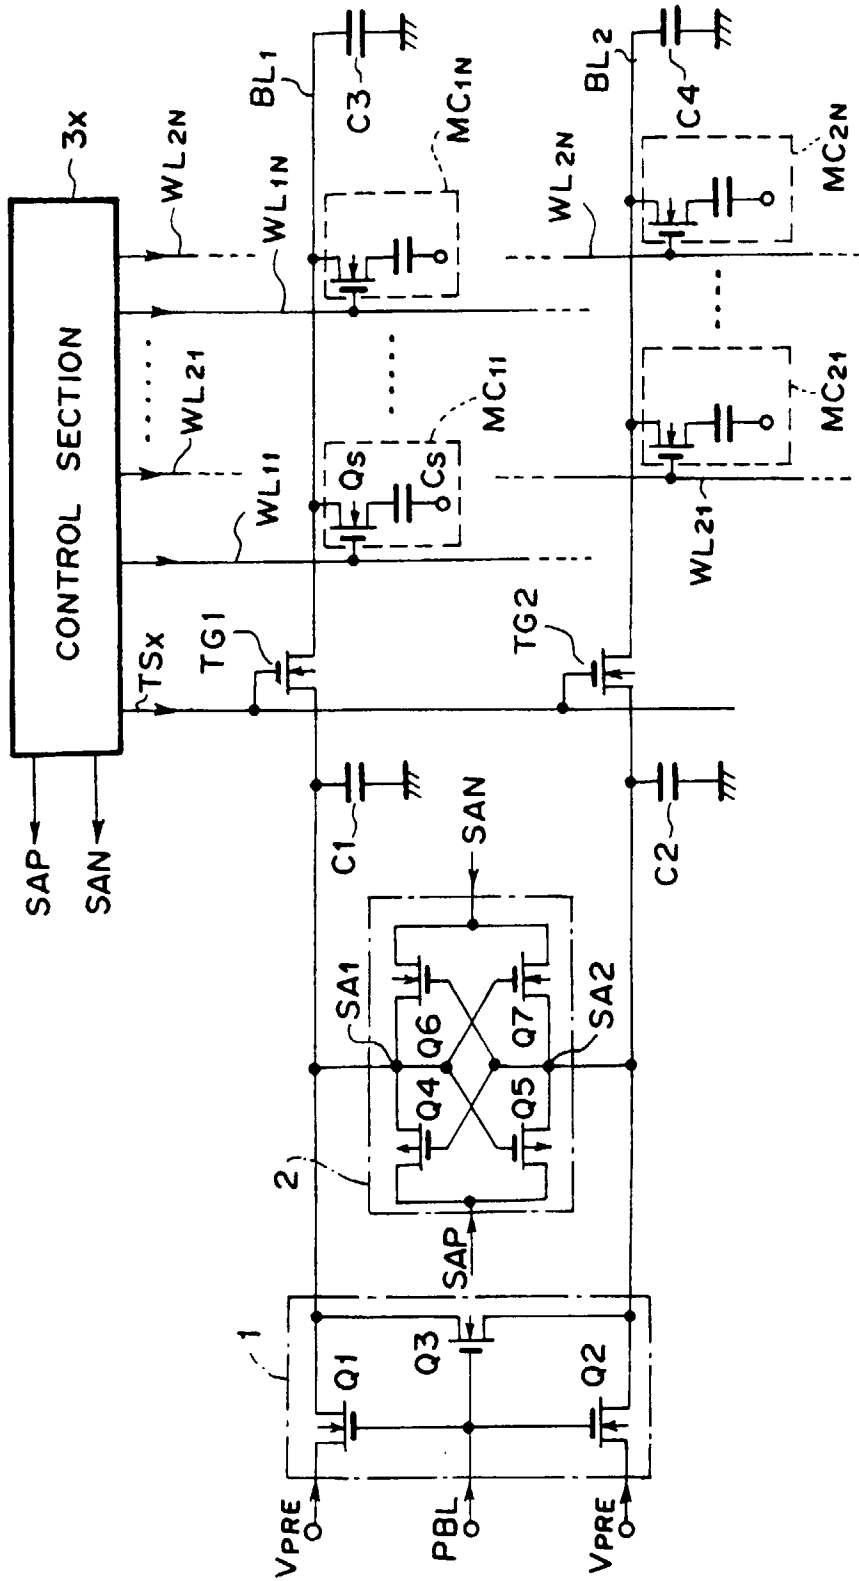 CONTROL SECTION
3x
SAP
SAN
TSx
WL11
WL21
WL1N
WL2N
VPRE
PBL
VPRE
1
Q1
Q3
Q2
2
SAP
SA1
Q4
Q6
Q5
Q7
SA2
SAN
C1
C2
TG1
TG2
Qs
Cs
MC11
MC1N
BL1
C3
WL21
MC21
WL2N
MC2N
BL2
C4